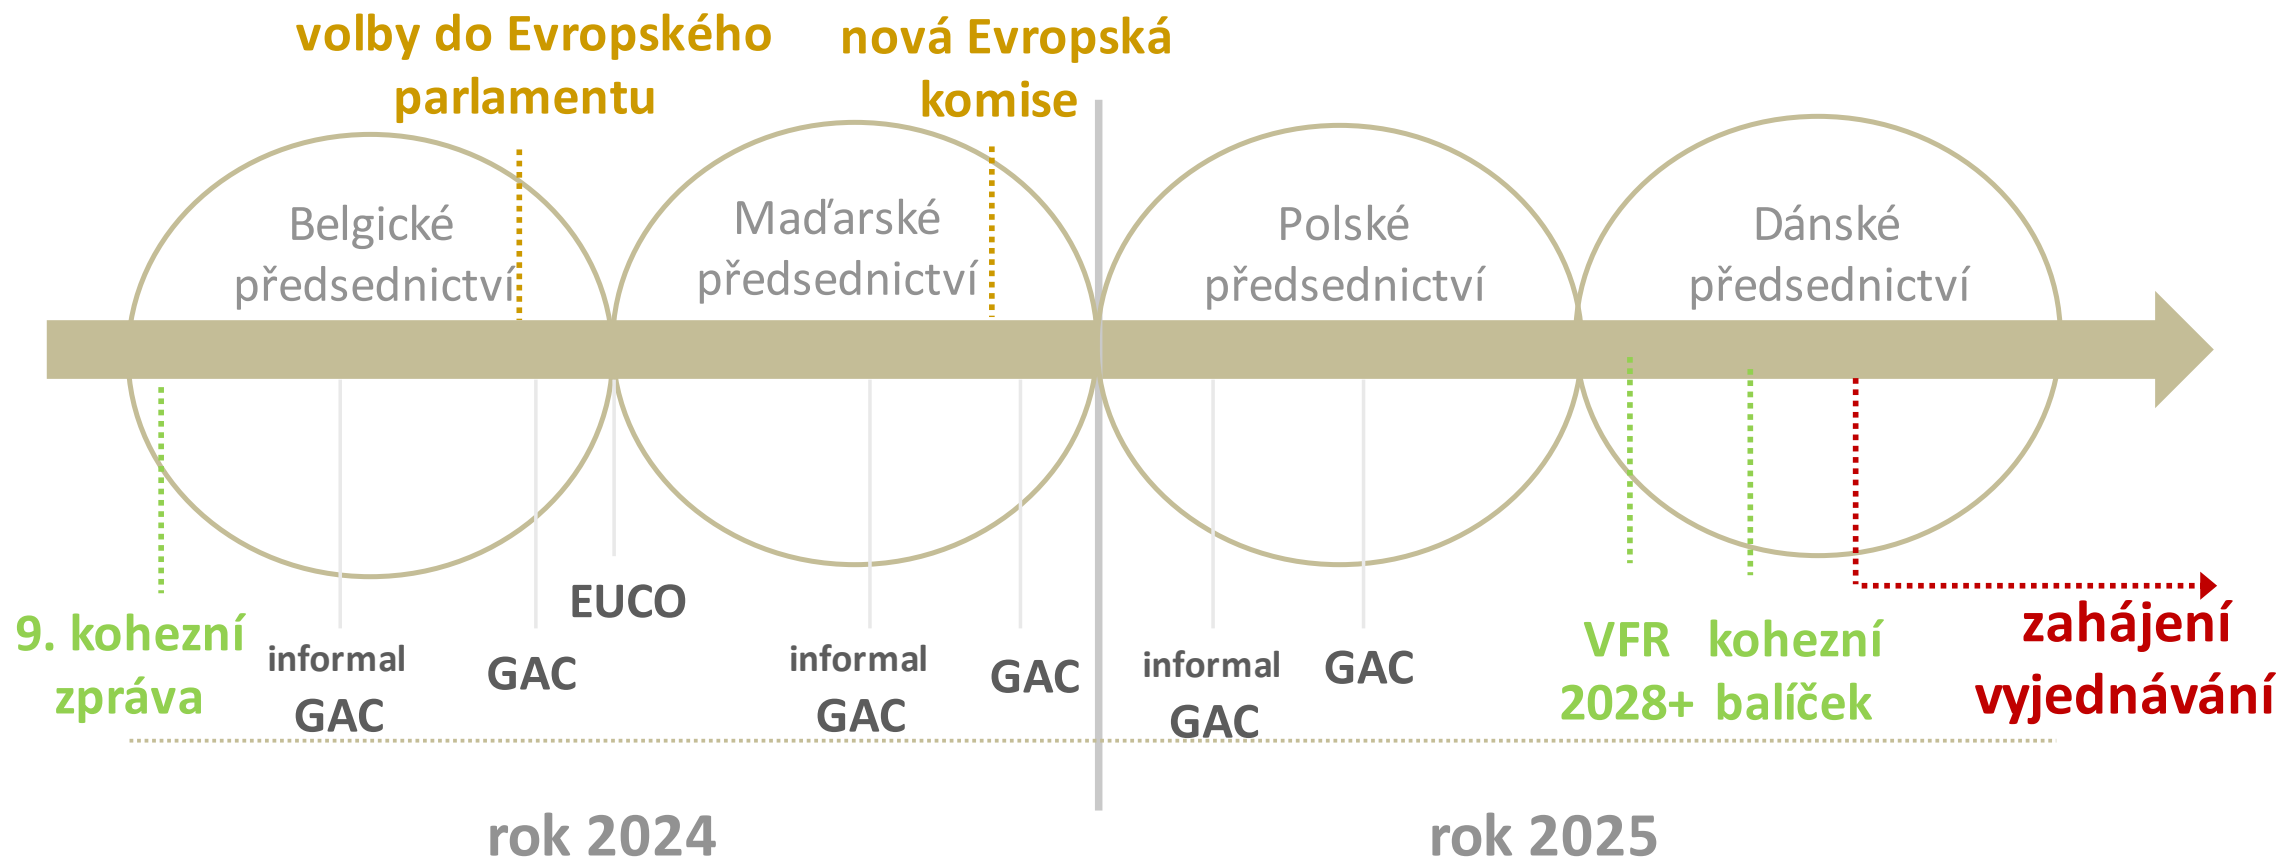 volby do Evropského
parlamentu
nová Evropská
komise
Belgické
předsednictví
Maďarské
předsednictví
Polské
předsednictví
Dánské
předsednictví
9. kohezní
zpráva
informal
GAC
GAC
EUCO
informal
GAC
GAC
informal
GAC
GAC
VFR
2028+
kohezní
balíček
zahájení
vyjednávání
rok 2024
rok 2025